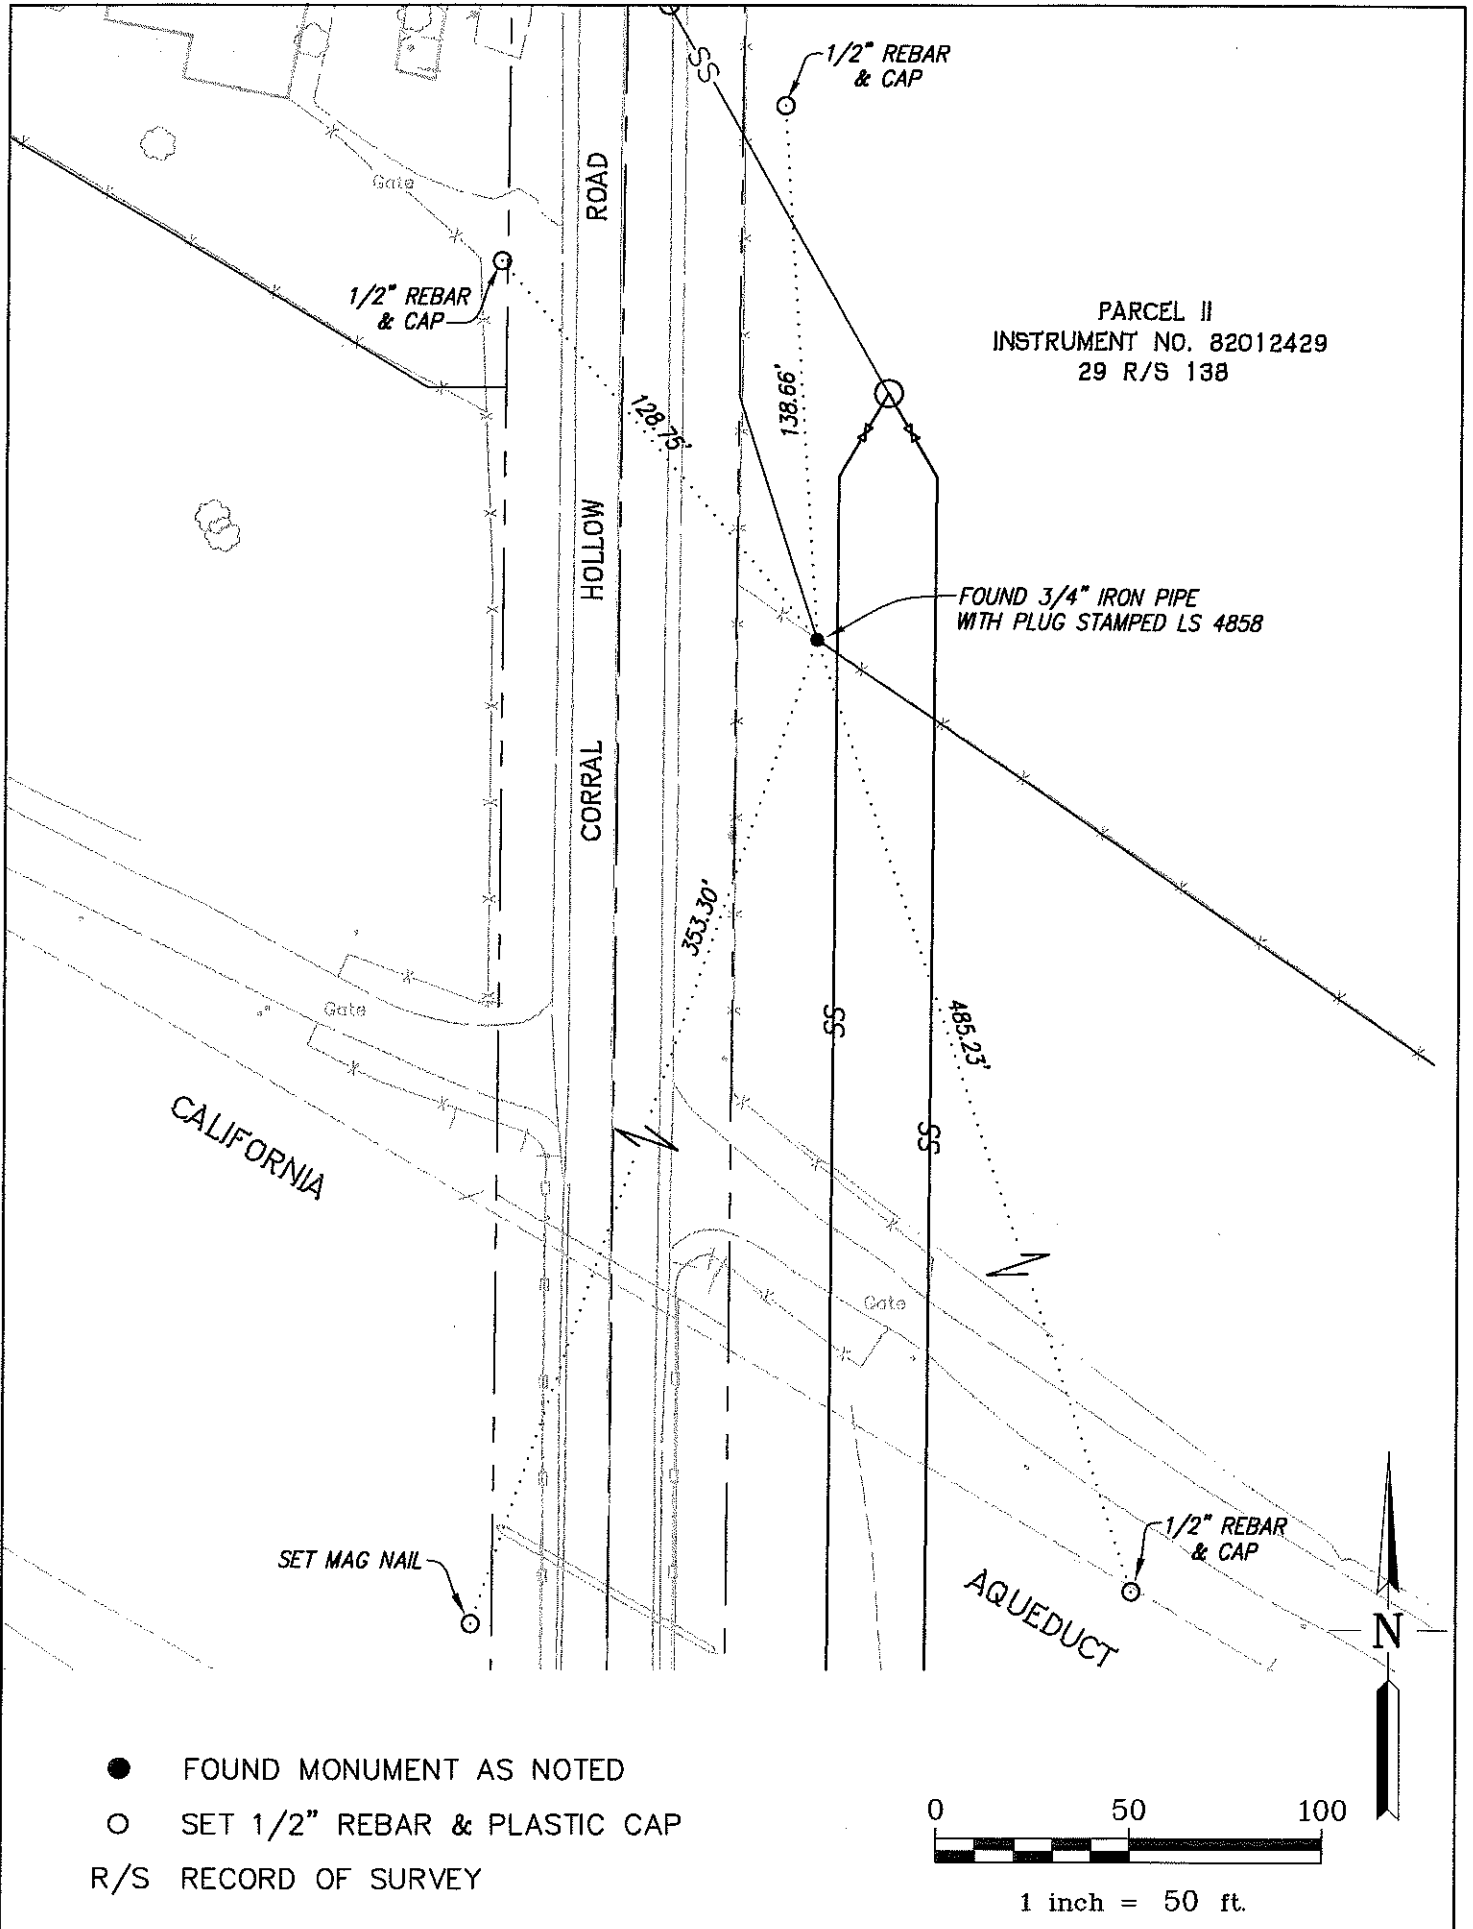 SS
1/2" REBAR
& CAP
ROAD
Gate
1/2" REBAR
& CAP
PARCEL II
INSTRUMENT NO. 82012429
29 R/S 138
128.75'
138.66'
HOLLOW
FOUND 3/4" IRON PIPE
WITH PLUG STAMPED LS 4858
CORRAL
353.30'
485.23'
Gate
SS
SS
CALIFORNIA
Gate
SET MAG NAIL
1/2" REBAR
& CAP
AQUEDUCT
N
FOUND MONUMENT AS NOTED
SET 1/2" REBAR & PLASTIC CAP
R/S RECORD OF SURVEY
0 50 100
1 inch = 50 ft.